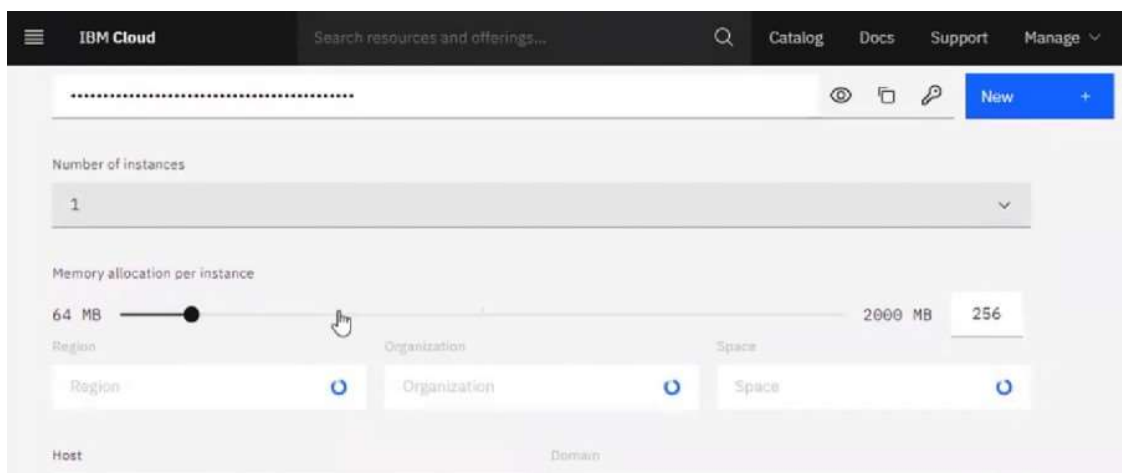 IBM Cloud Search resources and offerings... Catalog Docs Support Manage
•••••••••••••••••••••••••••••••••••••••••••• New +
Number of instances
1
Memory allocation per instance
64 MB 2000 MB 256
Region Organization Space
Region Organization Space
Host Domain